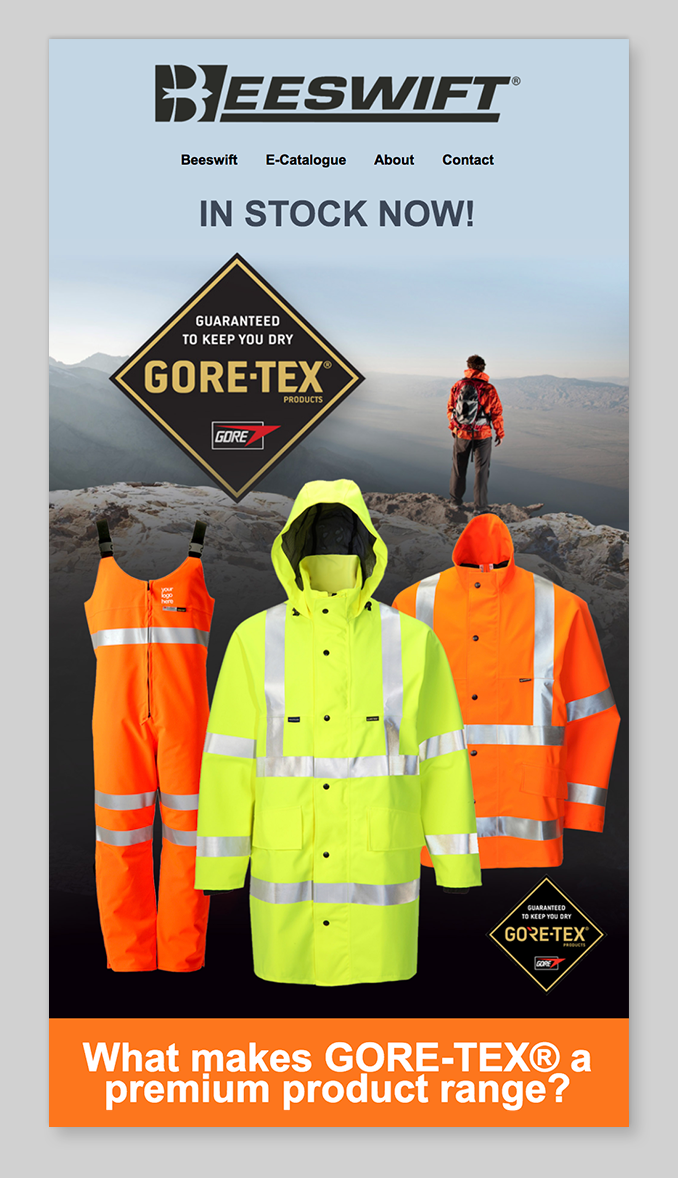 BEESWIFT®
Beeswift E-Catalogue About Contact
IN STOCK NOW!
GUARANTEED
TO KEEP YOU DRY
GORE-TEX®
PRODUCTS
GORE
your
logo
here
GUARANTEED
TO KEEP YOU DRY
GORE-TEX®
PRODUCTS
GORE
What makes GORE-TEX® a
premium product range?